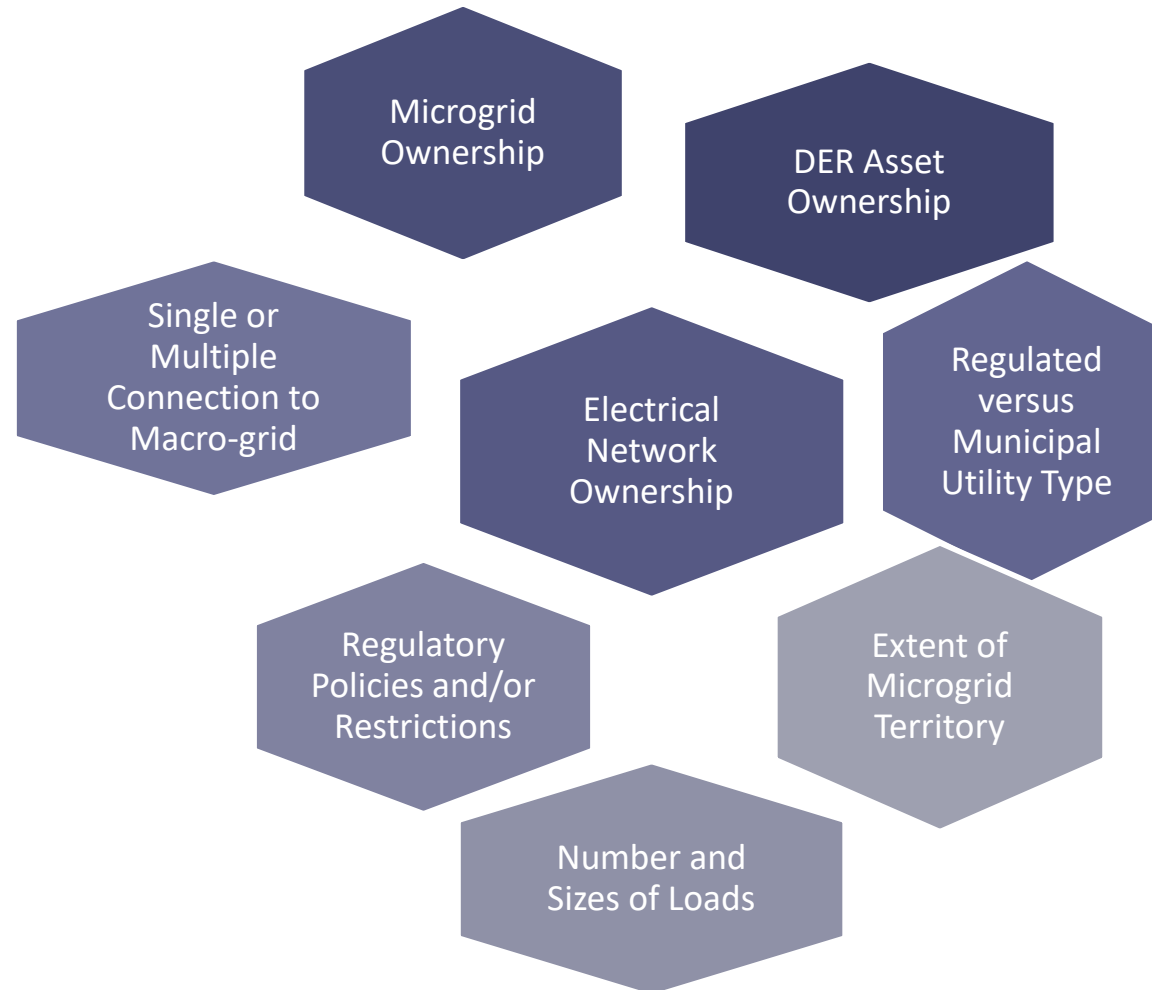 Microgrid
Ownership
DER Asset
Ownership
Single or
Multiple
Connection to
Macro-grid
Electrical
Network
Ownership
Regulated
versus
Municipal
Utility Type
Regulatory
Policies and/or
Restrictions
Extent of
Microgrid
Territory
Number and
Sizes of Loads